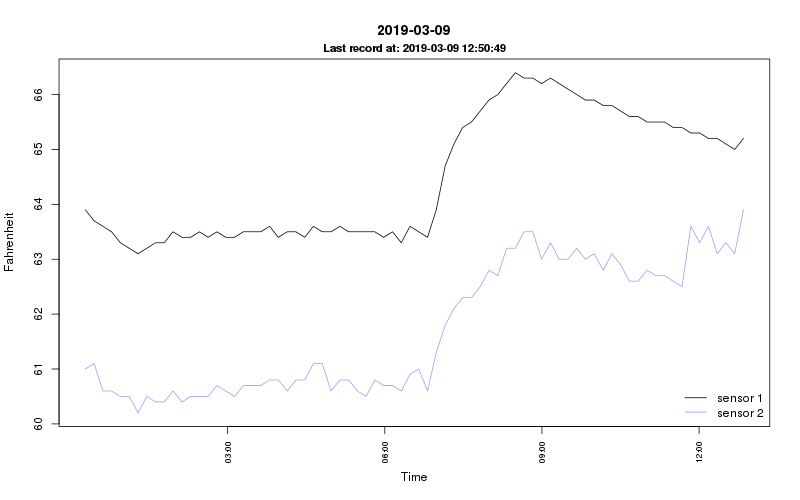 2019-03-09
Last record at: 2019-03-09 12:50:49
Fahrenheit
66
65
64
63
62
61
60
sensor 1
sensor 2
03:00
06:00
09:00
12:00
Time